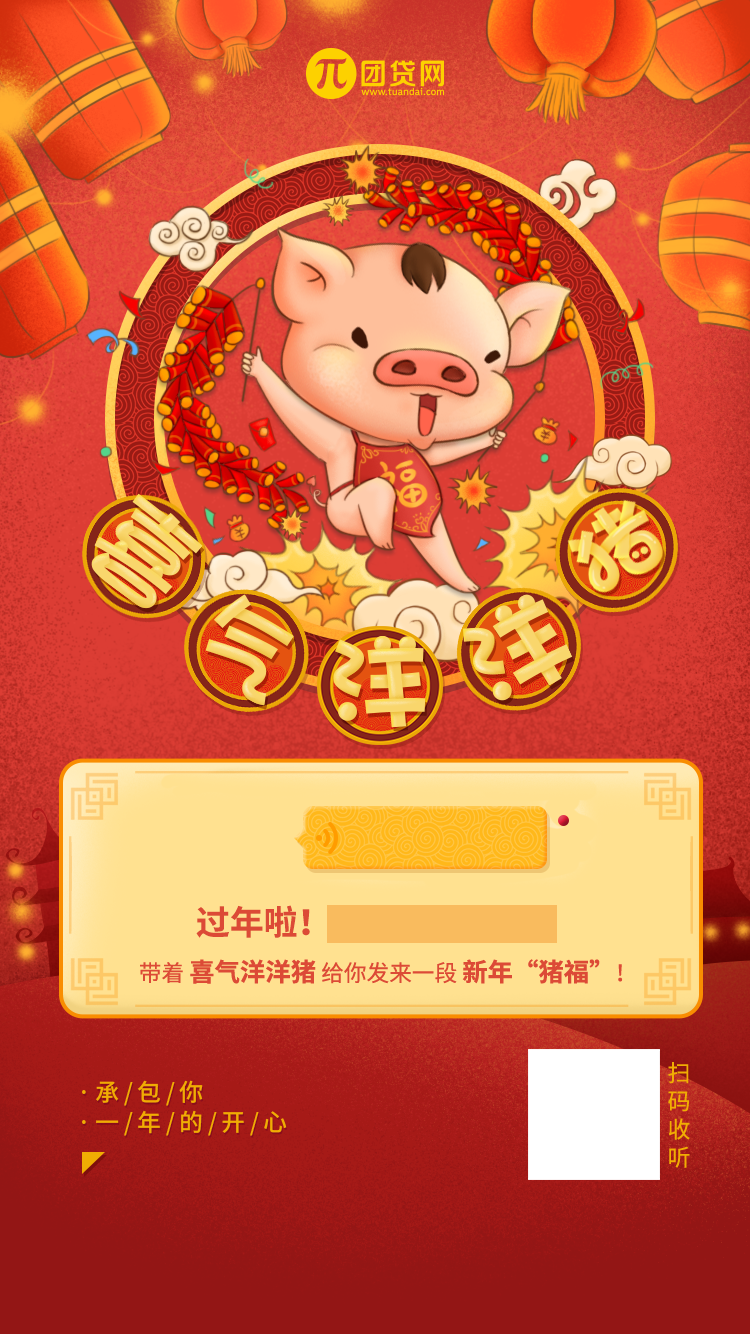 π 团贷网
www.tuandai.com
福
喜气洋洋猪
过年啦！
带着 喜气洋洋猪 给你发来一段 新年“猪福”！
· 承/包/你
· 一/年/的/开/心
扫码收听